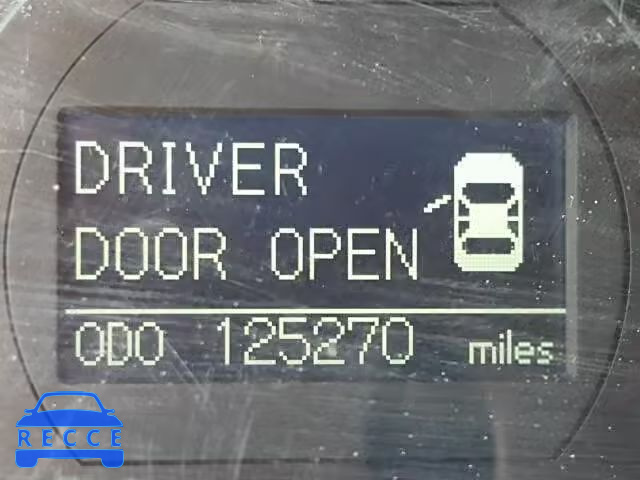 DRIVER
DOOR OPEN
ODO 125270 miles
RECCE